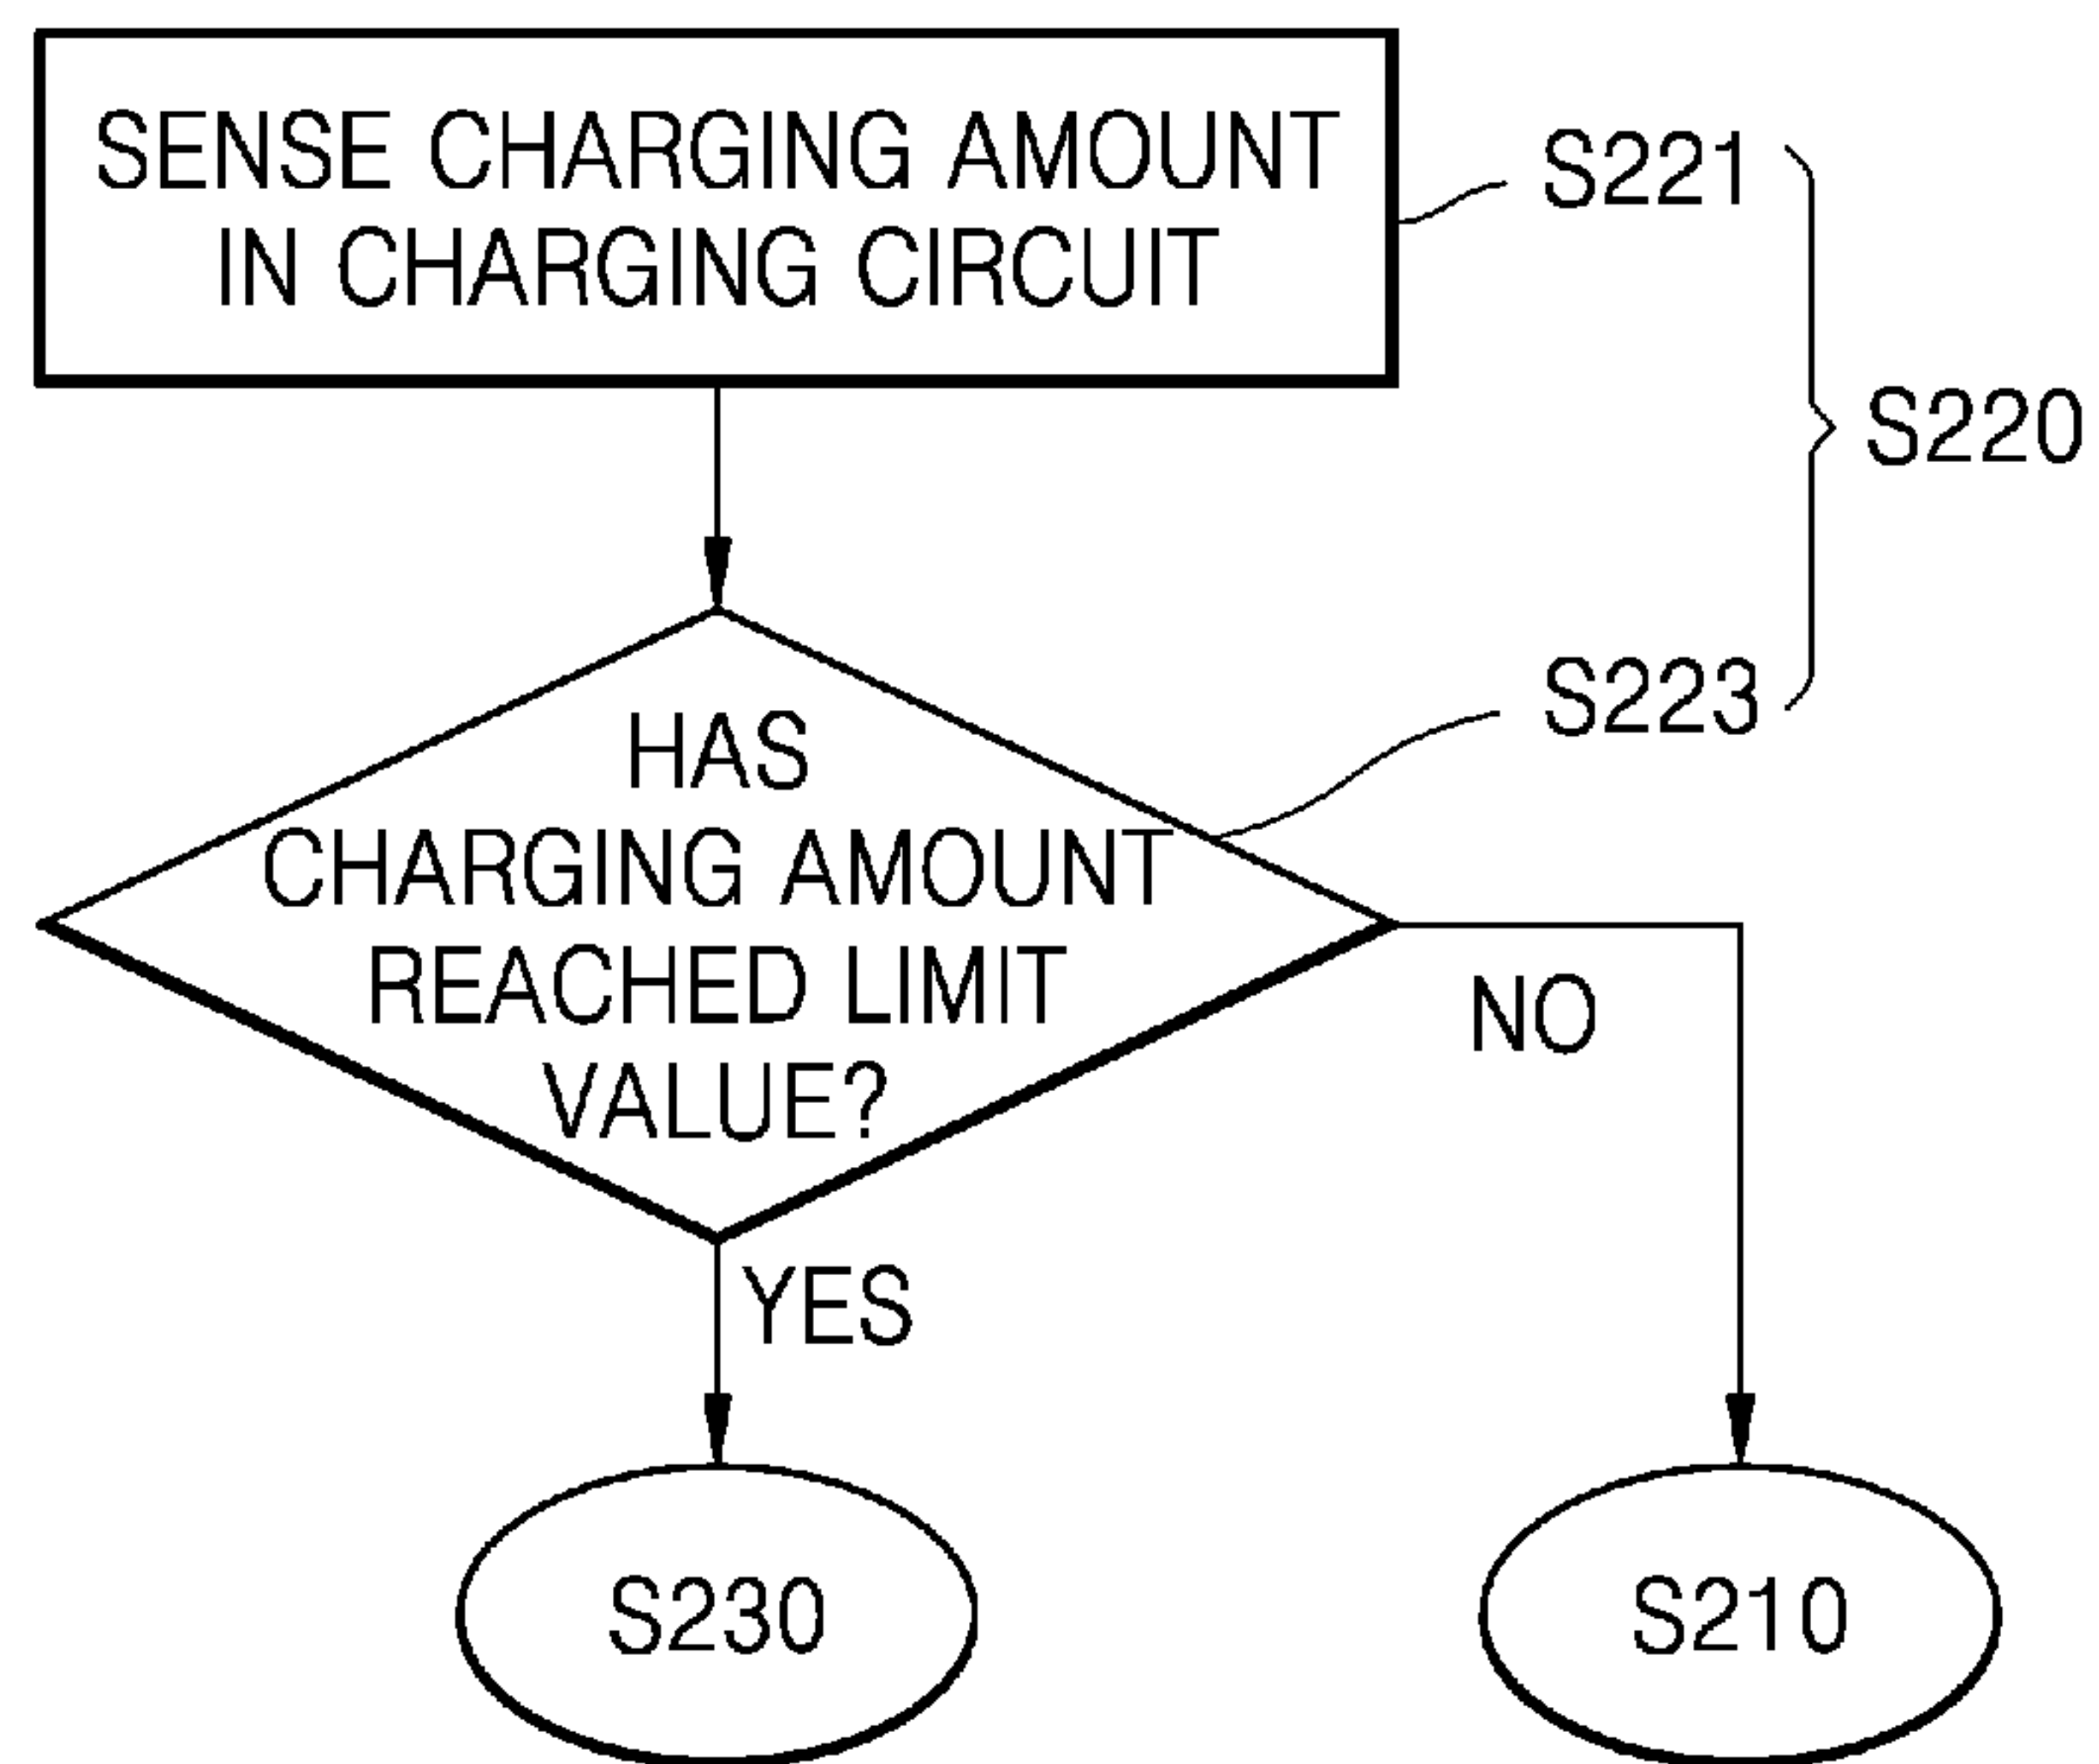 SENSE CHARGING AMOUNT
IN CHARGING CIRCUIT
S221
S220
S223
HAS
CHARGING AMOUNT
REACHED LIMIT
VALUE?
NO
YES
S230
S210